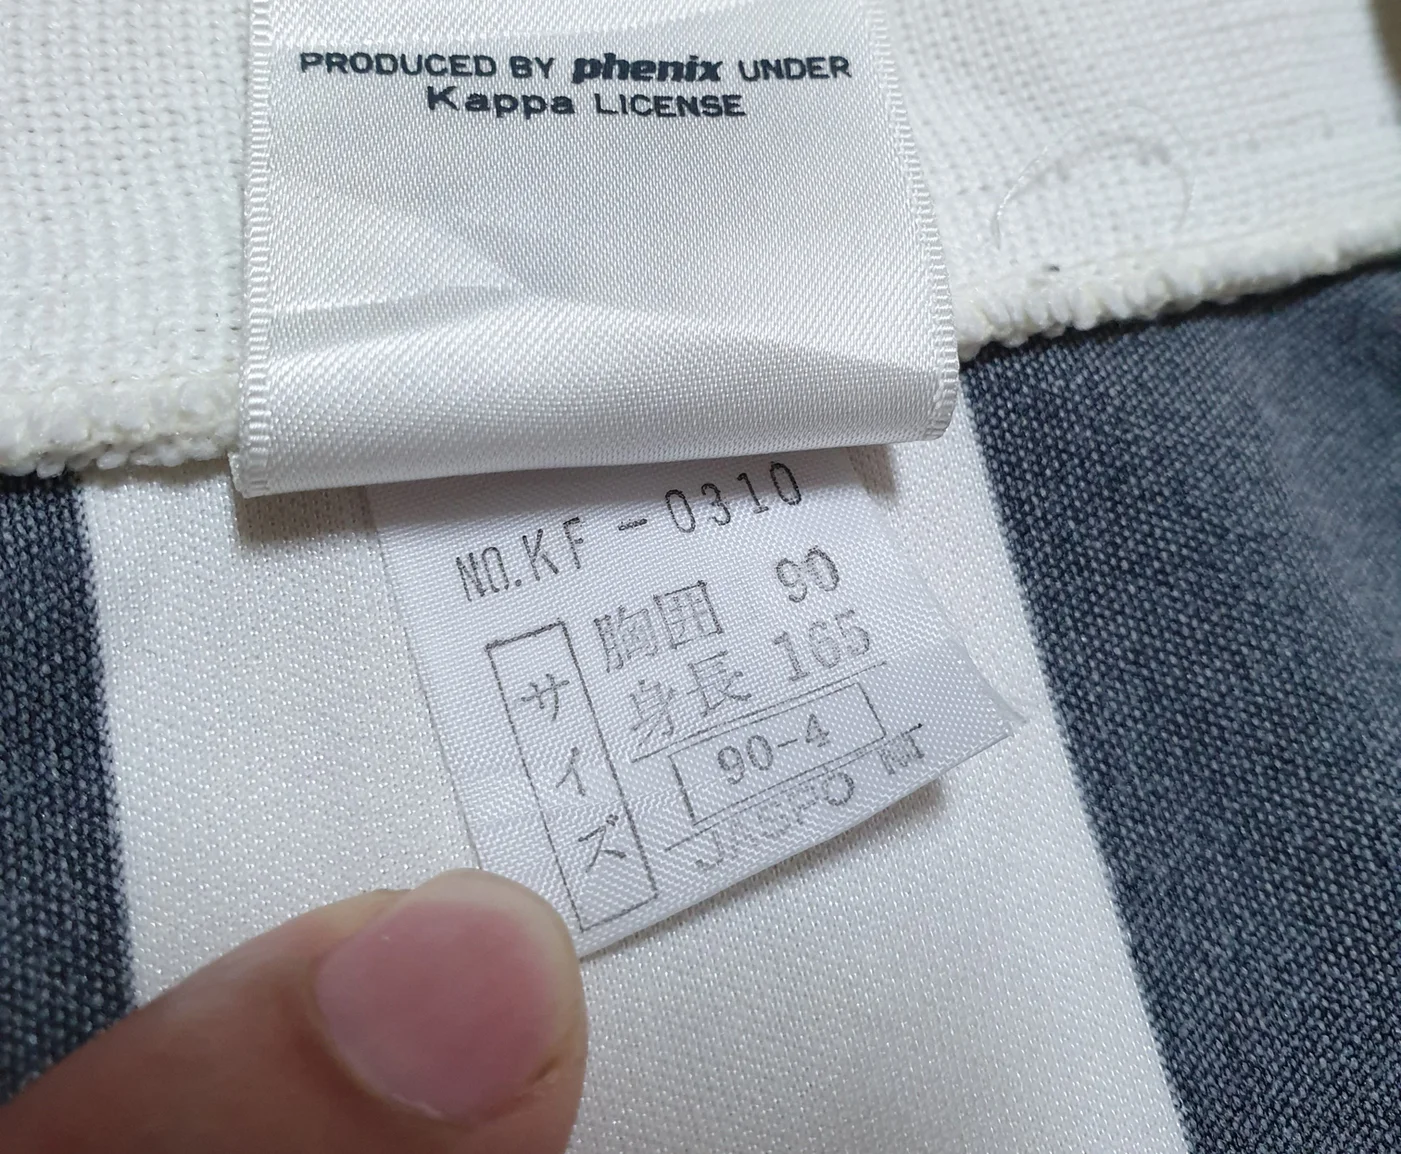 PRODUCED BY phenix UNDER
Kappa LICENSE
NO.KF-0310
サイズ
胸囲 90
身長 165
90-4
JASPO M